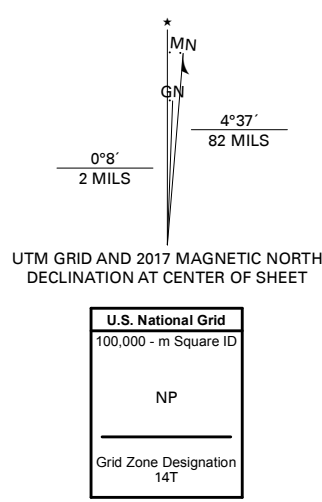 ★
MN
GN
4°37´
82 MILS
0°8´
2 MILS
UTM GRID AND 2017 MAGNETIC NORTH
DECLINATION AT CENTER OF SHEET
U.S. National Grid
100,000 - m Square ID
NP
Grid Zone Designation
14T